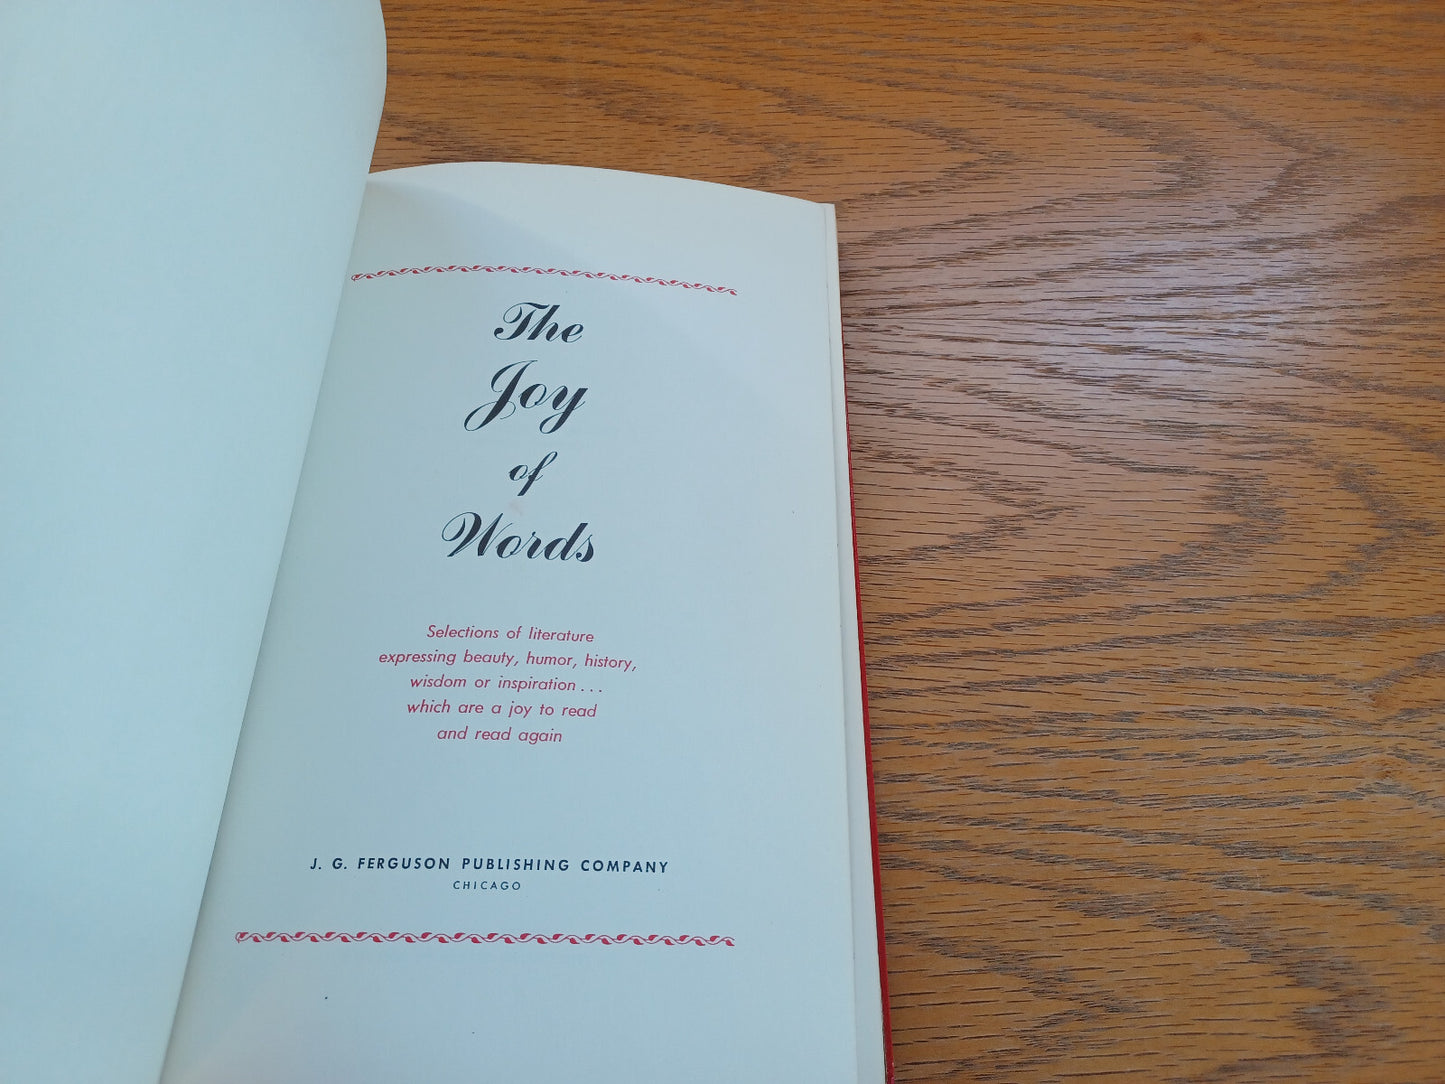 The
Joy
of
Words
Selections of literature
expressing beauty, humor, history,
wisdom or inspiration...
which are a joy to read
and read again
J. G. FERGUSON PUBLISHING COMPANY
CHICAGO